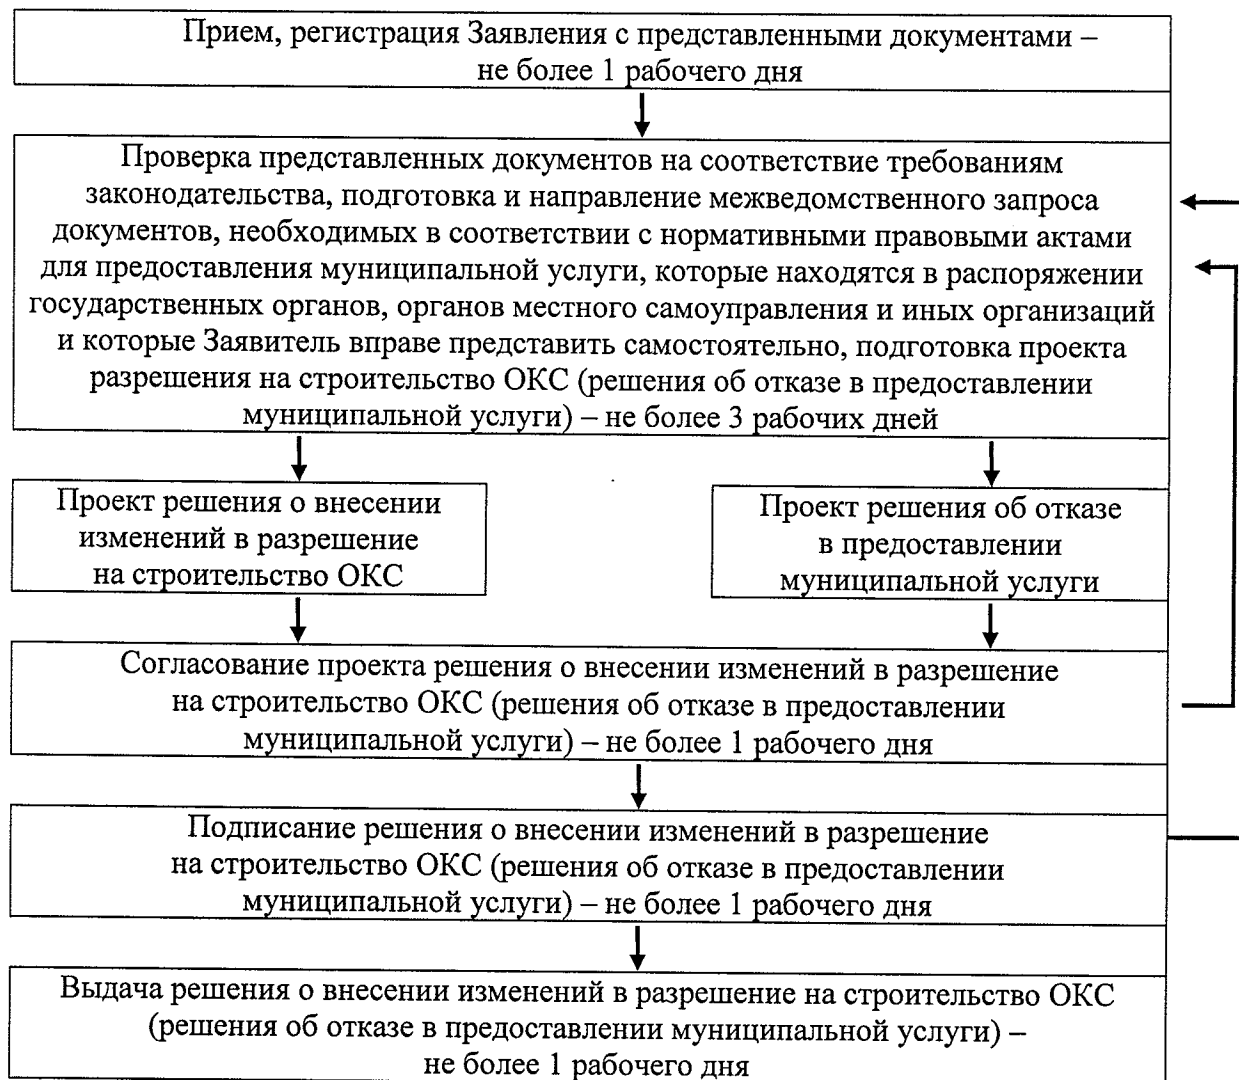 Прием, регистрация Заявления с представленными документами –
не более 1 рабочего дня
Проверка представленных документов на соответствие требованиям
законодательства, подготовка и направление межведомственного запроса
документов, необходимых в соответствии с нормативными правовыми актами
для предоставления муниципальной услуги, которые находятся в распоряжении
государственных органов, органов местного самоуправления и иных организаций
и которые Заявитель вправе представить самостоятельно, подготовка проекта
разрешения на строительство ОКС (решения об отказе в предоставлении
муниципальной услуги) – не более 3 рабочих дней
Проект решения о внесении
изменений в разрешение
на строительство ОКС
Проект решения об отказе
в предоставлении
муниципальной услуги
Согласование проекта решения о внесении изменений в разрешение
на строительство ОКС (решения об отказе в предоставлении
муниципальной услуги) – не более 1 рабочего дня
Подписание решения о внесении изменений в разрешение
на строительство ОКС (решения об отказе в предоставлении
муниципальной услуги) – не более 1 рабочего дня
Выдача решения о внесении изменений в разрешение на строительство ОКС
(решения об отказе в предоставлении муниципальной услуги) –
не более 1 рабочего дня